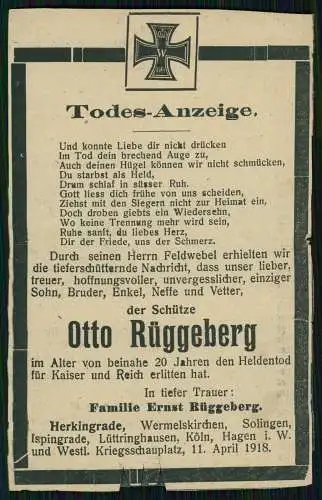 W
Todes-Anzeige.
Und konnte Liebe dir nicht drücken
Im Tod dein brechend Auge zu,
Auch deinen Hügel können wir nicht schmücken,
Du starbst als Held,
Drum schlaf in süsser Ruh.
Gott liess dich frühe von uns scheiden,
Ziehst mit den Siegern nicht zur Heimat ein,
Doch droben giebts ein Wiedersehn,
Wo keine Trennung mehr wird sein,
Ruhe sanft, du liebes Herz,
Dir der Friede, uns der Schmerz.
Durch seinen Herrn Feldwebel erhielten wir
die tieferschütternde Nachricht, dass unser lieber,
treuer, hoffnungsvoller, unvergesslicher, einziger
Sohn, Bruder, Enkel, Neffe und Vetter,
der Schütze
Otto Rüggeberg
im Alter von beinahe 20 Jahren den Heldentod
für Kaiser und Reich erlitten hat.
In tiefer Trauer:
Familie Ernst Rüggeberg.
Herkingrade, Wermelskirchen, Solingen,
Ispingrade, Lüttringhausen, Köln, Hagen i. W.
und Westl. Kriegsschauplatz, 11. April 1918.